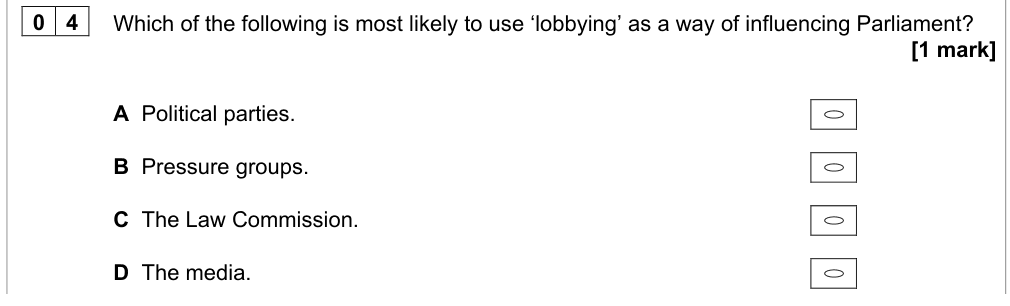 0 4 Which of the following is most likely to use ‘lobbying’ as a way of influencing Parliament?
[1 mark]
A Political parties.
B Pressure groups.
C The Law Commission.
D The media.